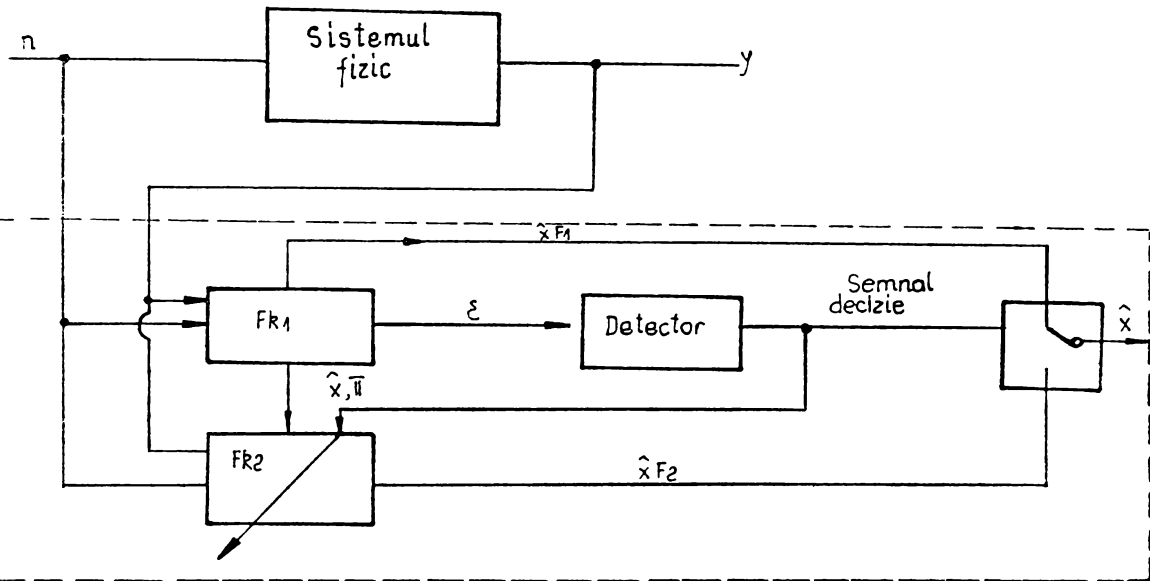 n
Sistemul
fizic
y
x̂ F1
Fk1
ε
Detector
Semnal
decizie
x̂
x̂, π
Fk2
x̂ F2